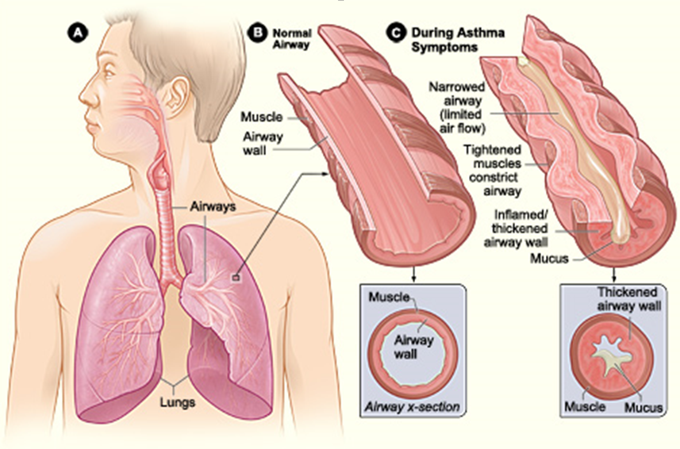 A
Airways
Lungs
B Normal
Airway
Muscle
Airway
wall
Muscle
Airway
wall
Airway x-section
C During Asthma
Symptoms
Narrowed
airway
(limited
air flow)
Tightened
muscles
constrict
airway
Inflamed/
thickened
airway wall
Mucus
Thickened
airway wall
Muscle
Mucus